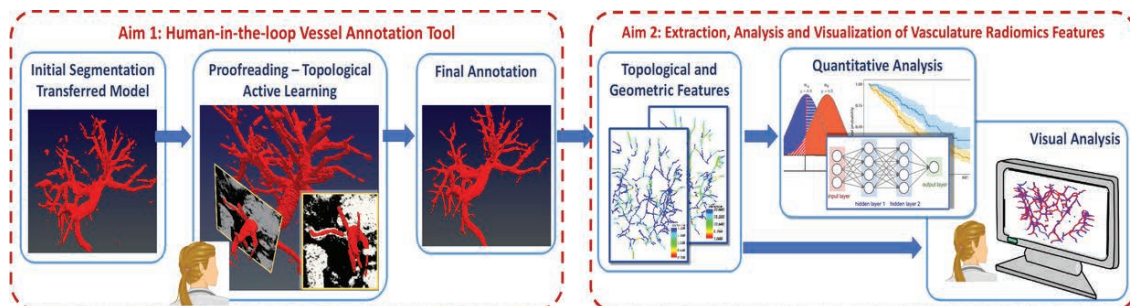 Aim 1: Human-in-the-loop Vessel Annotation Tool
Initial Segmentation
Transferred Model
Proofreading – Topological
Active Learning
Final Annotation
Aim 2: Extraction, Analysis and Visualization of Vasculature Radiomics Features
Topological and
Geometric Features
Quantitative Analysis
input layer
hidden layer 1
hidden layer 2
output layer
Visual Analysis